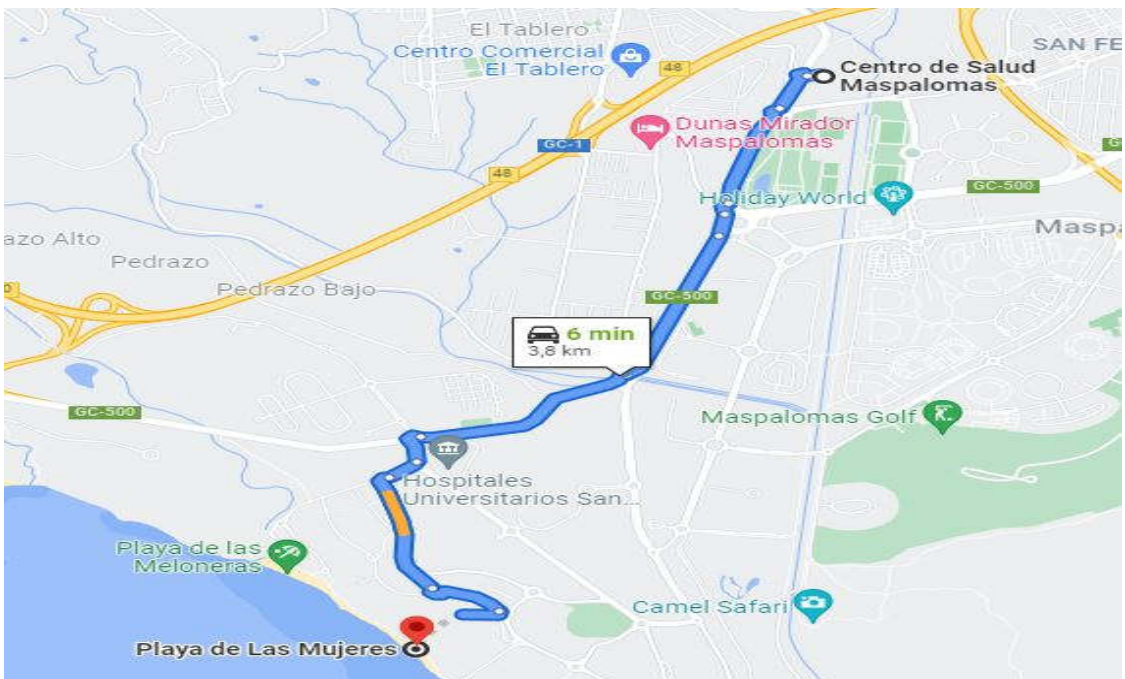 El Tablero
Centro Comercial
El Tablero
48
SAN FE
Centro de Salud
Maspalomas
GC-1
Dunas Mirador
Maspalomas
48
GC-500
Holiday World
Maspa
azo Alto
Pedrazo
Pedrazo Bajo
GC-500
6 min
3,8 km
GC-500
Maspalomas Golf
Hospitales
Universitarios San...
Playa de las
Meloneras
Camel Safari
Playa de Las Mujeres